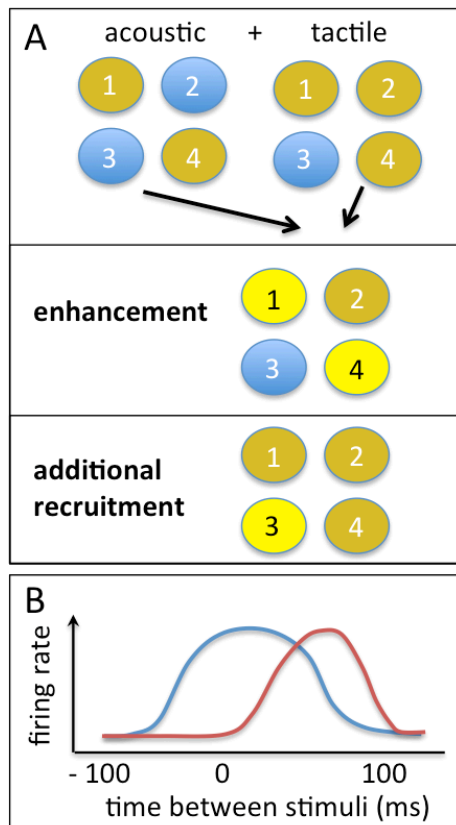 A acoustic + tactile
1 2 1 2
3 4 3 4
1 2
enhancement
3 4
1 2
additional
recruitment
3 4
B
firing rate
- 100 0 100
time between stimuli (ms)